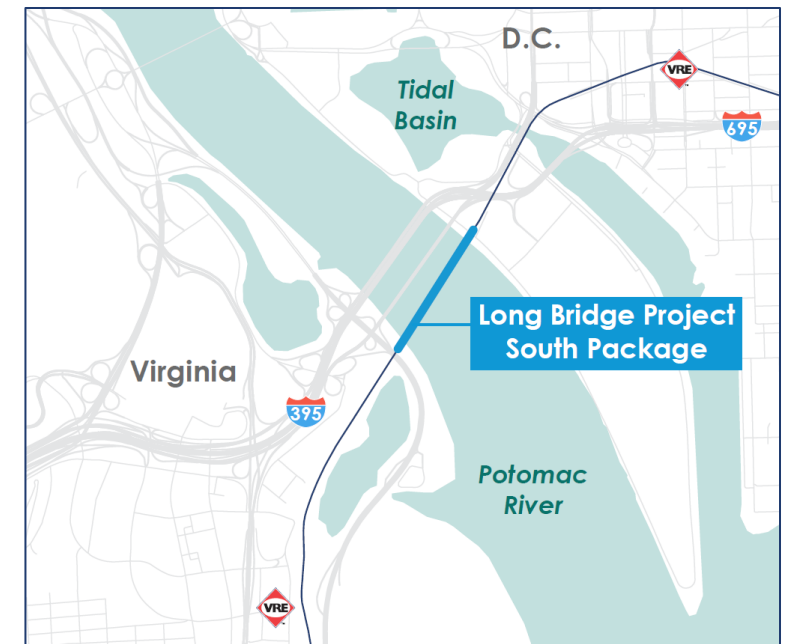 D.C.
VRE
Tidal
Basin
695
Long Bridge Project
South Package
Virginia
395
Potomac
River
VRE